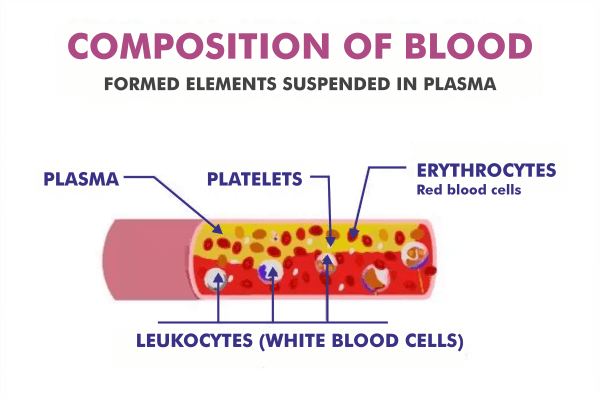 COMPOSITION OF BLOOD
FORMED ELEMENTS SUSPENDED IN PLASMA
PLASMA
PLATELETS
ERYTHROCYTES
Red blood cells
LEUKOCYTES (WHITE BLOOD CELLS)